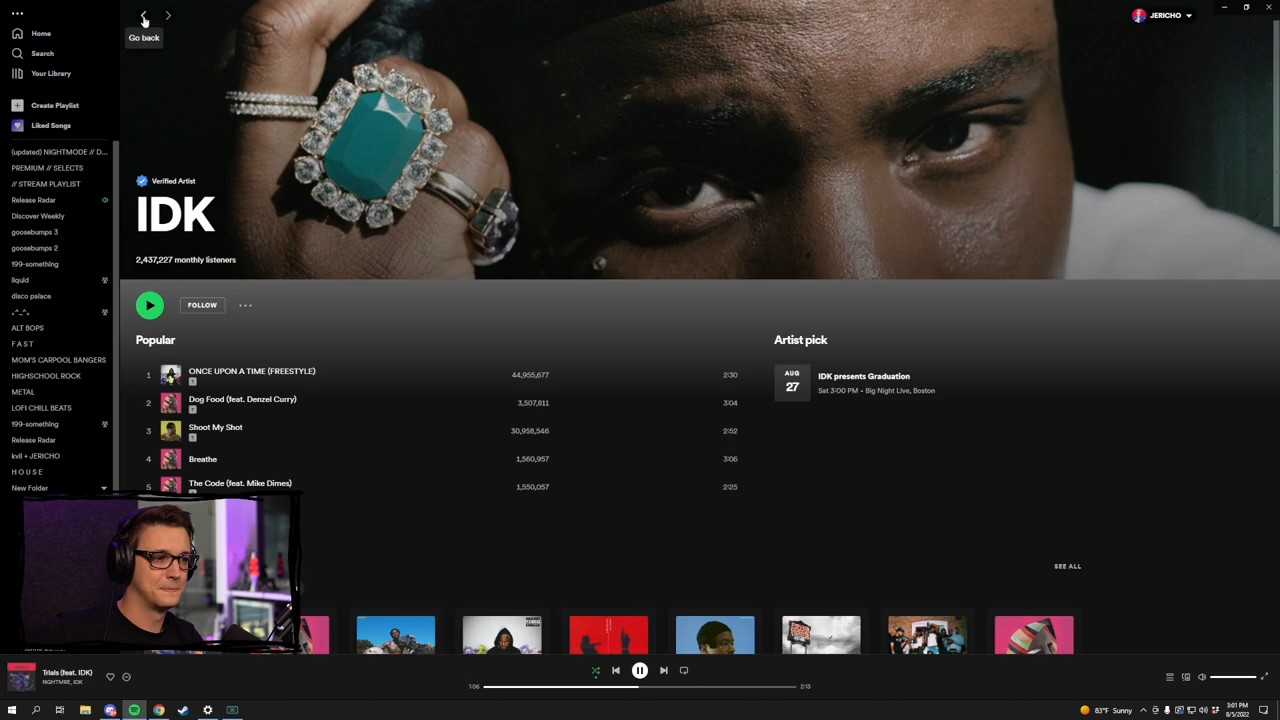 JERICHO
Go back
Home
Search
Your Library
Create Playlist
Liked Songs
(updated) NIGHTMODE // D...
PREMIUM // SELECTS
// STREAM PLAYLIST
Release Radar
Discover Weekly
goosebumps 3
goosebumps 2
199-something
liquid
disco palace
.^_^.
ALT BOPS
F A S T
MOM'S CARPOOL BANGERS
HIGHSCHOOL ROCK
METAL
LOFI CHILL BEATS
199-something
Release Radar
kvll + JERICHO
H O U S E
New Folder
Verified Artist
IDK
2,437,227 monthly listeners
FOLLOW
Popular
1 ONCE UPON A TIME (FREESTYLE) 44,955,677 2:30
2 Dog Food (feat. Denzel Curry) 3,507,811 3:04
3 Shoot My Shot 30,958,546 2:52
4 Breathe 1,560,957 3:06
5 The Code (feat. Mike Dimes) 1,550,057 2:25
Artist pick
AUG
27
IDK presents Graduation
Sat 3:00 PM • Big Night Live, Boston
SEE ALL
Trials (feat. IDK)
NGHTMRE, IDK
1:06
2:13
83°F Sunny
3:01 PM
8/5/2022